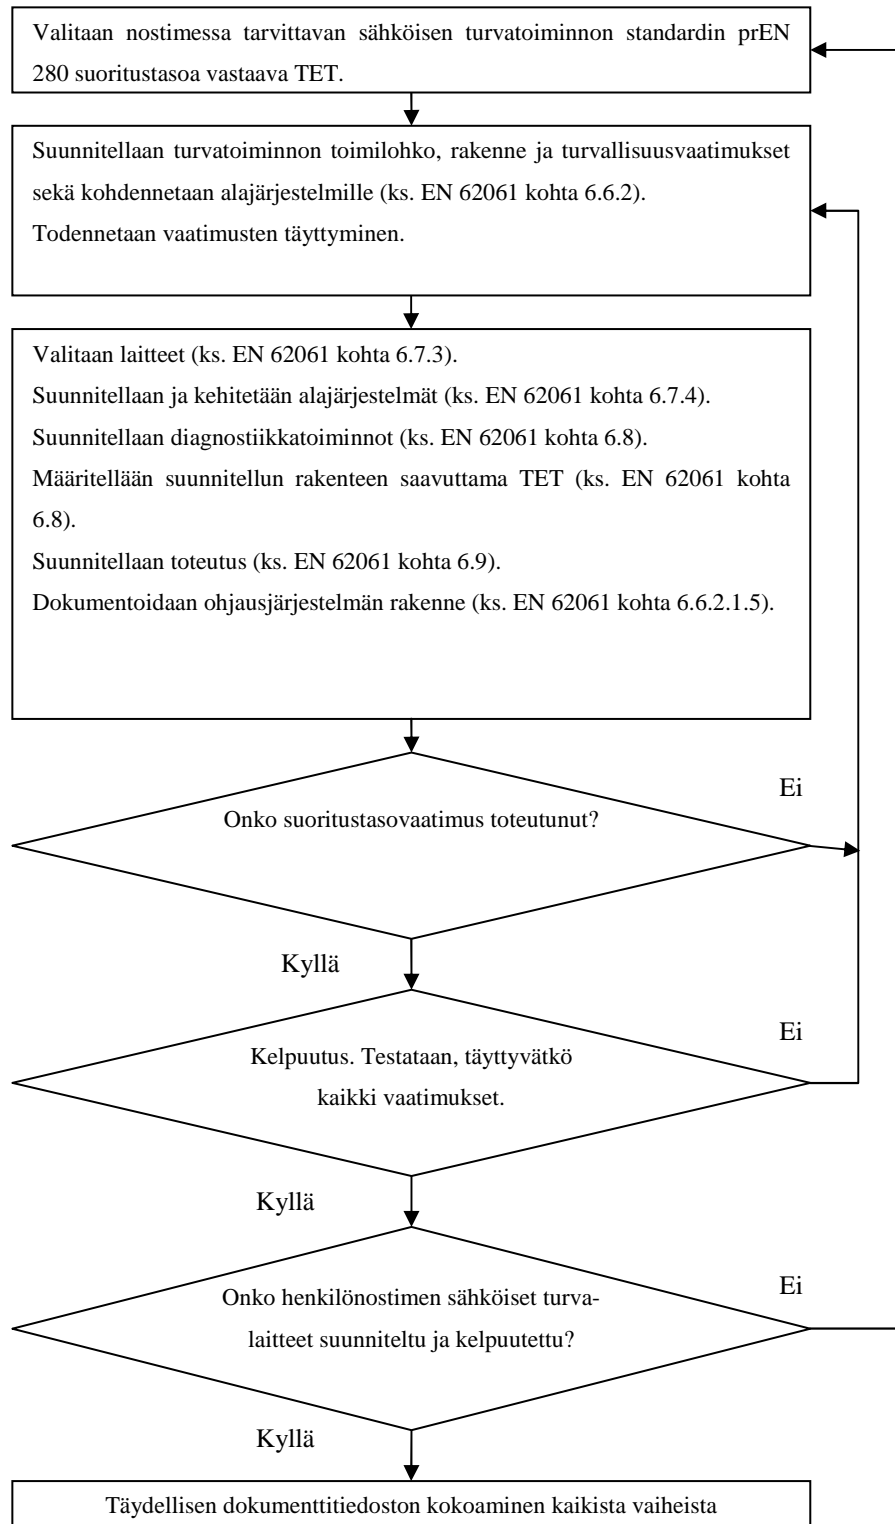 Valitaan nostimessa tarvittavan sähköisen turvatoiminnon standardin prEN
280 suoritustasoa vastaava TET.
Suunnitellaan turvatoiminnon toimilohko, rakenne ja turvallisuusvaatimukset
sekä kohdennetaan alajärjestelmille (ks. EN 62061 kohta 6.6.2).
Todennetaan vaatimusten täyttyminen.
Valitaan laitteet (ks. EN 62061 kohta 6.7.3).
Suunnitellaan ja kehitetään alajärjestelmät (ks. EN 62061 kohta 6.7.4).
Suunnitellaan diagnostiikkatoiminnot (ks. EN 62061 kohta 6.8).
Määritellään suunnitellun rakenteen saavuttama TET (ks. EN 62061 kohta
6.8).
Suunnitellaan toteutus (ks. EN 62061 kohta 6.9).
Dokumentoidaan ohjausjärjestelmän rakenne (ks. EN 62061 kohta 6.6.2.1.5).
Ei
Onko suoritustasovaatimus toteutunut?
Kyllä
Ei
Kelpuutus. Testataan, täyttyvätkö
kaikki vaatimukset.
Kyllä
Ei
Onko henkilönostimen sähköiset turva-
laitteet suunniteltu ja kelpuutettu?
Kyllä
Täydellisen dokumenttitiedoston kokoaminen kaikista vaiheista